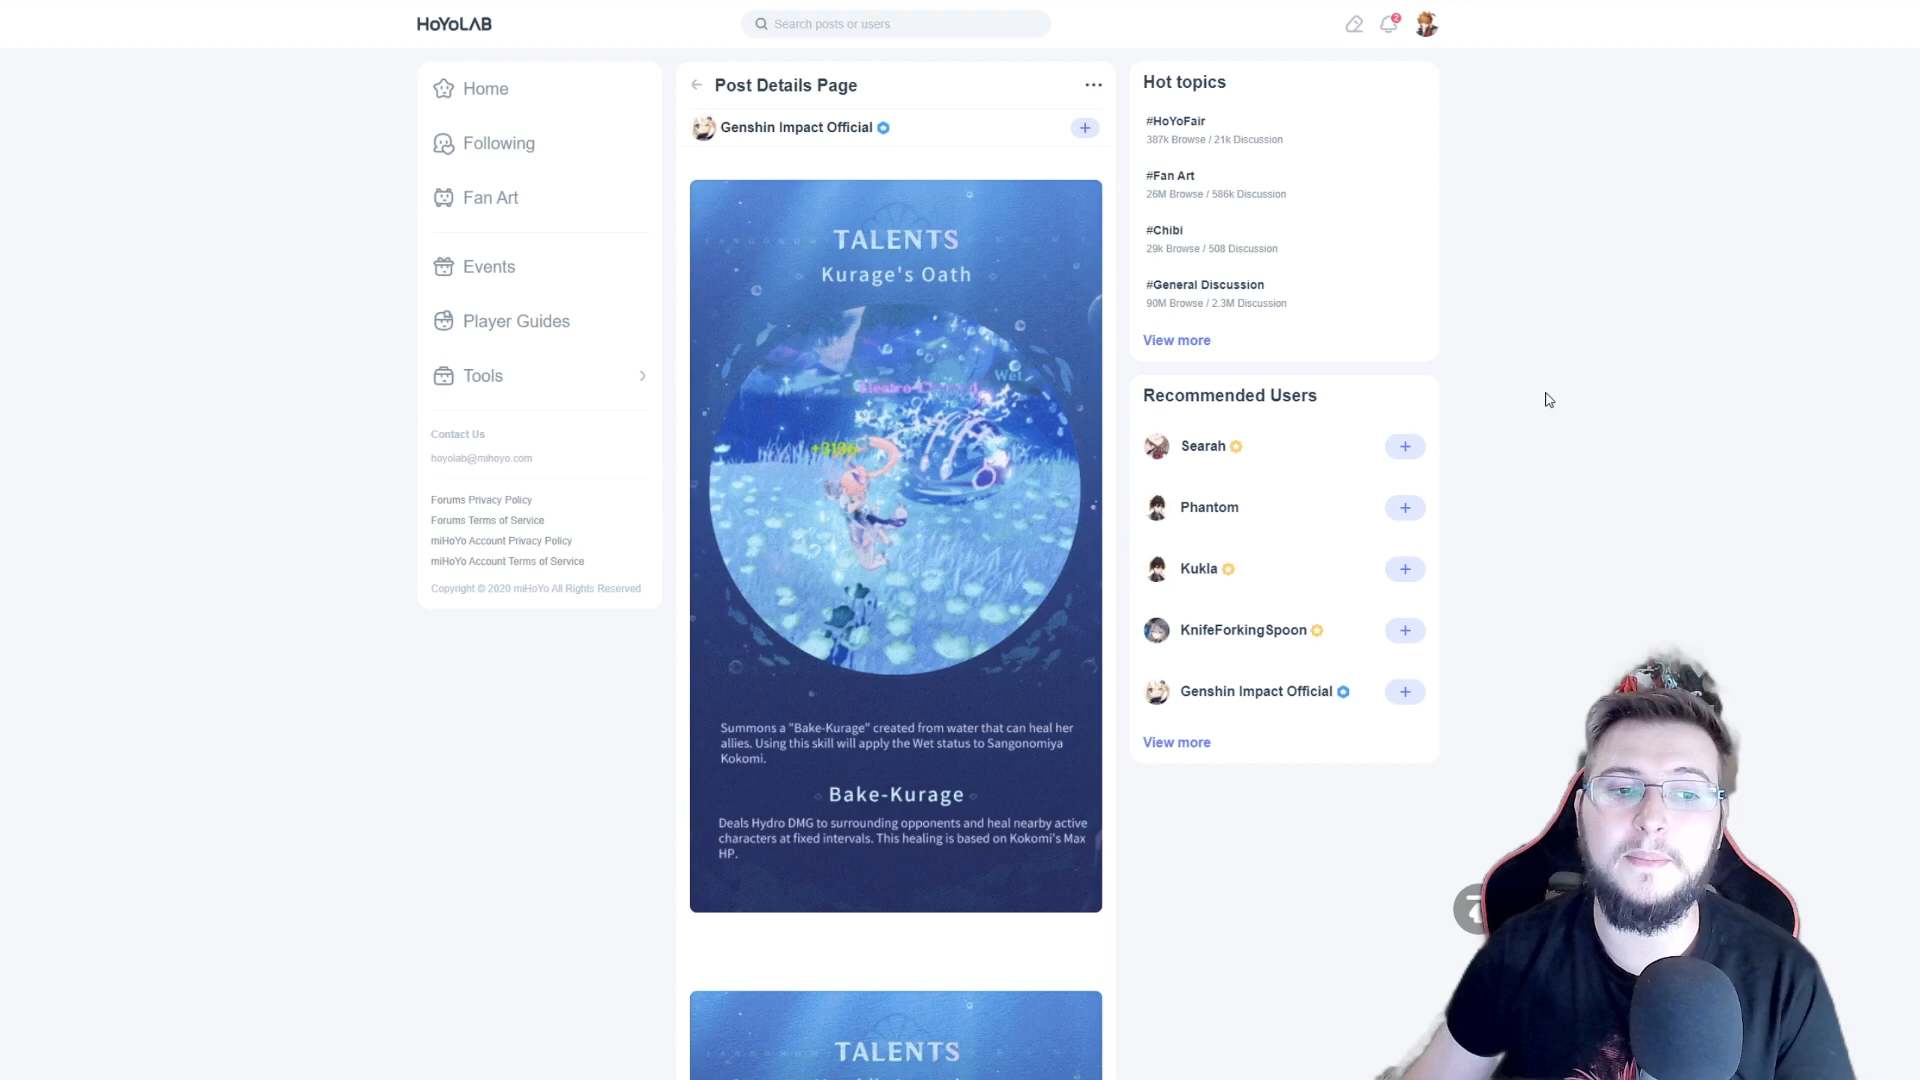 HoYoLAB
Search posts or users
2
Home
Following
Fan Art
Events
Player Guides
Tools
Contact Us
hoyolab@mihoyo.com
Forums Privacy Policy
Forums Terms of Service
miHoYo Account Privacy Policy
miHoYo Account Terms of Service
Copyright © 2020 miHoYo All Rights Reserved
Post Details Page
Genshin Impact Official
TALENTS
Kurage's Oath
Wet
Summons a "Bake-Kurage" created from water that can heal her
allies. Using this skill will apply the Wet status to Sangonomiya
Kokomi.
Bake-Kurage
Deals Hydro DMG to surrounding opponents and heal nearby active
characters at fixed intervals. This healing is based on Kokomi's Max
HP.
TALENTS
Hot topics
#HoYoFair
387k Browse / 21k Discussion
#Fan Art
26M Browse / 586k Discussion
#Chibi
29k Browse / 508 Discussion
#General Discussion
90M Browse / 2.3M Discussion
View more
Recommended Users
Searah
Phantom
Kukla
KnifeForkingSpoon
Genshin Impact Official
View more